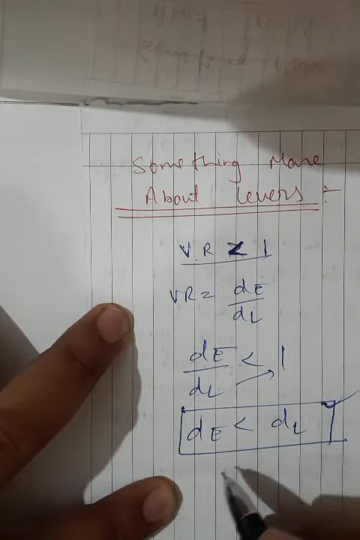 Something More
About levers :-
V.R < 1
VR = dE/dL
dE/dL < 1
dE < dL